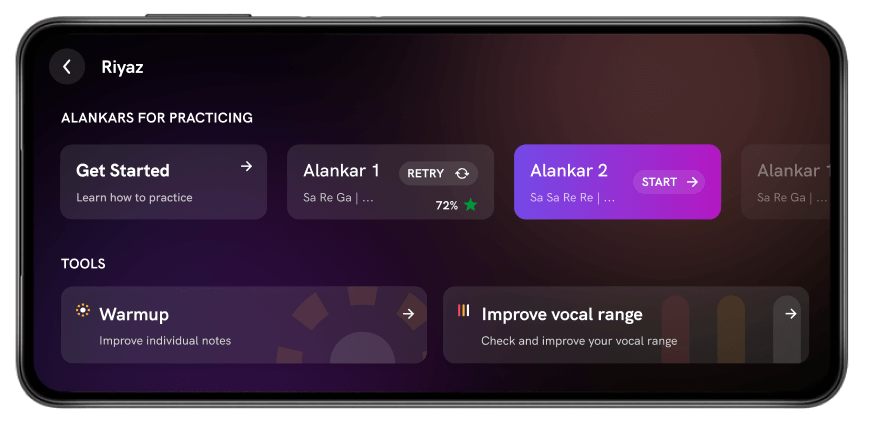 Riyaz
ALANKARS FOR PRACTICING
Get Started
Learn how to practice
Alankar 1
RETRY
Sa Re Ga | ...
72%
Alankar 2
START
Sa Sa Re Re | ...
Alankar 1
Sa Re Ga | ...
TOOLS
Warmup
Improve individual notes
Improve vocal range
Check and improve your vocal range